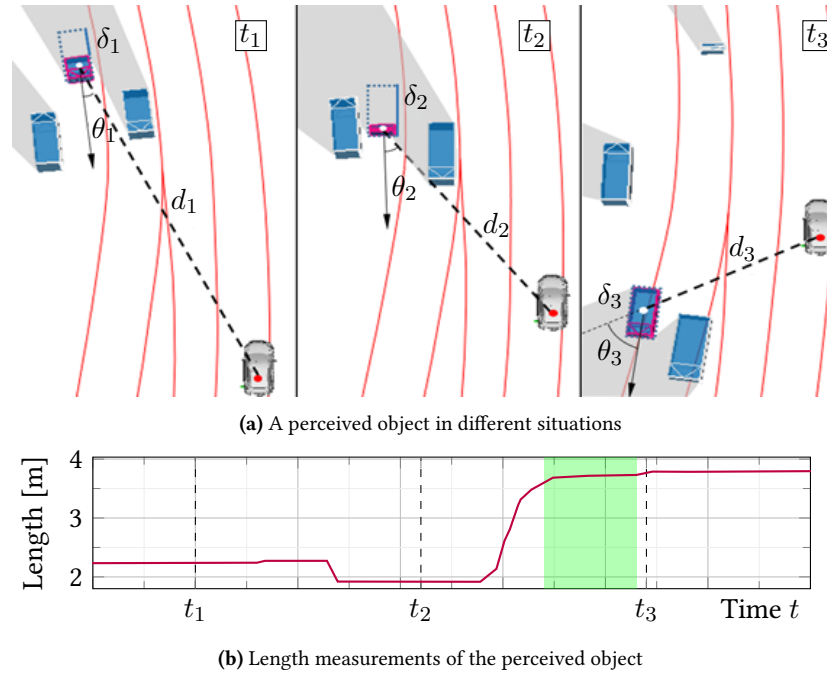 δ₁ t₁ t₂ t₃
δ₂
θ₁
θ₂
d₁ d₂ d₃
δ₃
θ₃
(a) A perceived object in different situations
Length [m]
4
3
2
t₁ t₂ t₃ Time t
(b) Length measurements of the perceived object